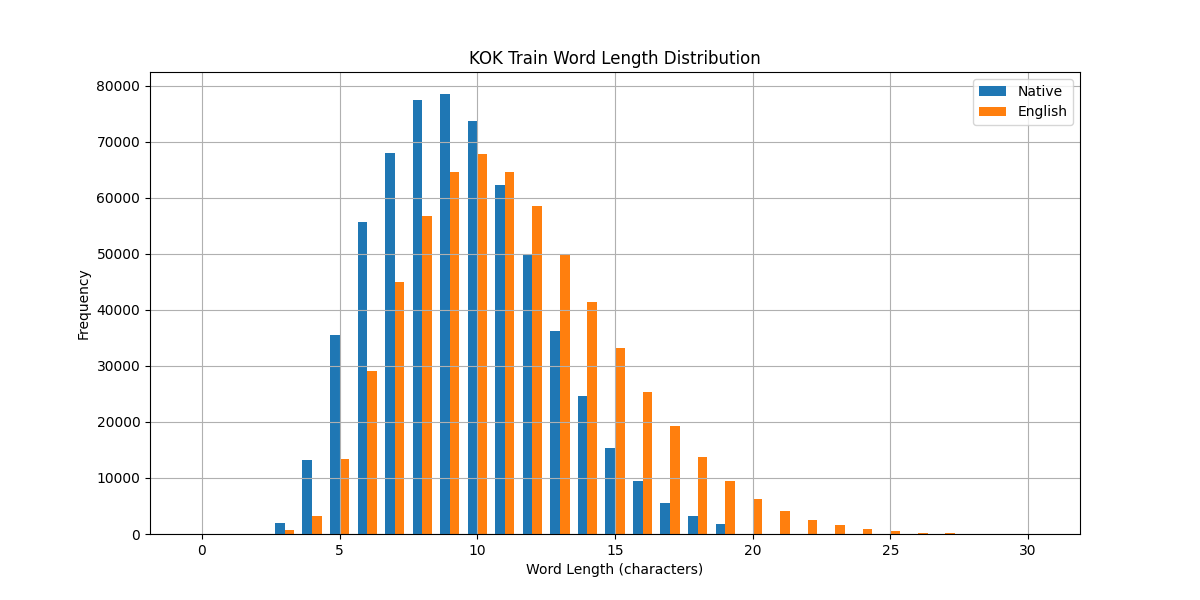 KOK Train Word Length Distribution
80000
70000
60000
50000
40000
30000
20000
10000
0
Frequency
Native
English
0 5 10 15 20 25 30
Word Length (characters)